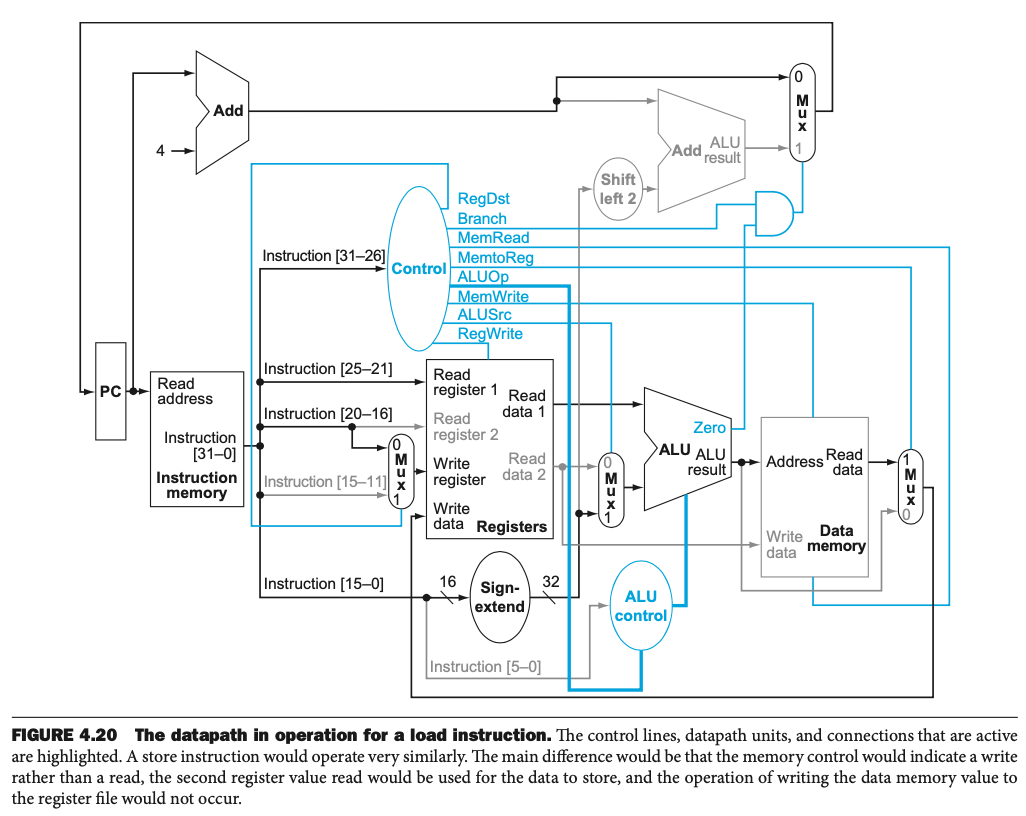 Add
4
0
M
u
x
1
Add
ALU
result
Shift
left 2
RegDst
Branch
MemRead
MemtoReg
ALUOp
MemWrite
ALUSrc
RegWrite
Control
Instruction [31–26]
Instruction [25–21]
Instruction [20–16]
Instruction [15–11]
Instruction [15–0]
Instruction [5–0]
PC
Read
address
Instruction
[31–0]
Instruction
memory
0
M
u
x
1
Read
register 1
Read
register 2
Write
register
Write
data
Read
data 1
Read
data 2
Registers
16
Sign-
extend
32
0
M
u
x
1
Zero
ALU
ALU
result
ALU
control
Address
Read
data
Write
data
Data
memory
1
M
u
x
0
FIGURE 4.20 The datapath in operation for a load instruction. The control lines, datapath units, and connections that are active
are highlighted. A store instruction would operate very similarly. The main difference would be that the memory control would indicate a write
rather than a read, the second register value read would be used for the data to store, and the operation of writing the data memory value to
the register file would not occur.